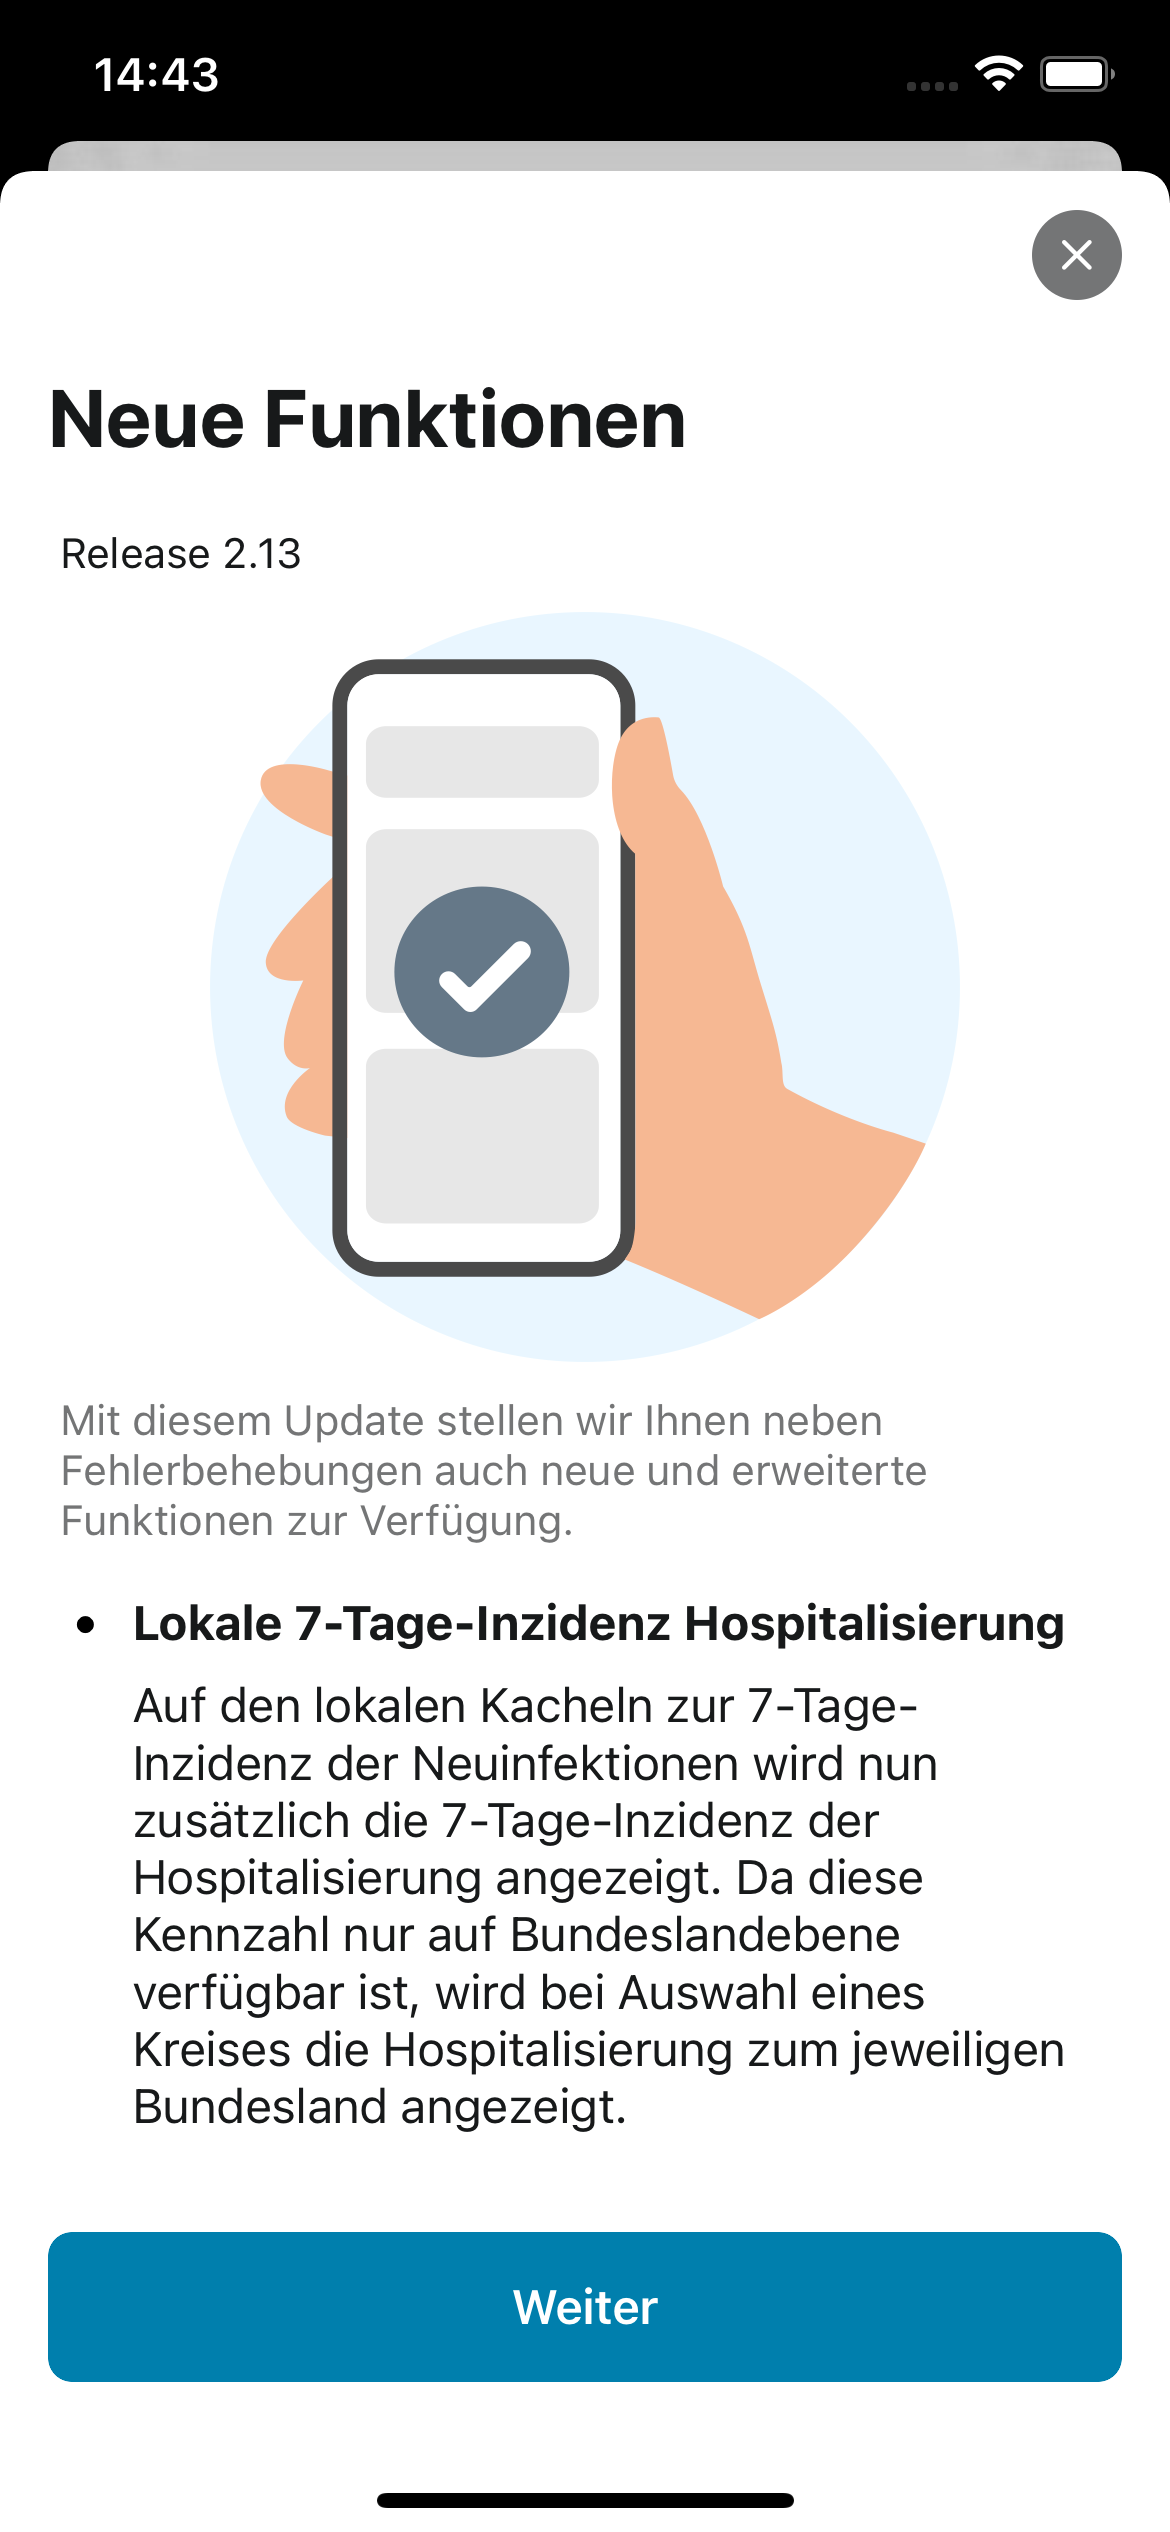 14:43
Neue Funktionen
Release 2.13
Mit diesem Update stellen wir Ihnen neben
Fehlerbehebungen auch neue und erweiterte
Funktionen zur Verfügung.
• Lokale 7-Tage-Inzidenz Hospitalisierung
Auf den lokalen Kacheln zur 7-Tage-
Inzidenz der Neuinfektionen wird nun
zusätzlich die 7-Tage-Inzidenz der
Hospitalisierung angezeigt. Da diese
Kennzahl nur auf Bundeslandebene
verfügbar ist, wird bei Auswahl eines
Kreises die Hospitalisierung zum jeweiligen
Bundesland angezeigt.
Weiter